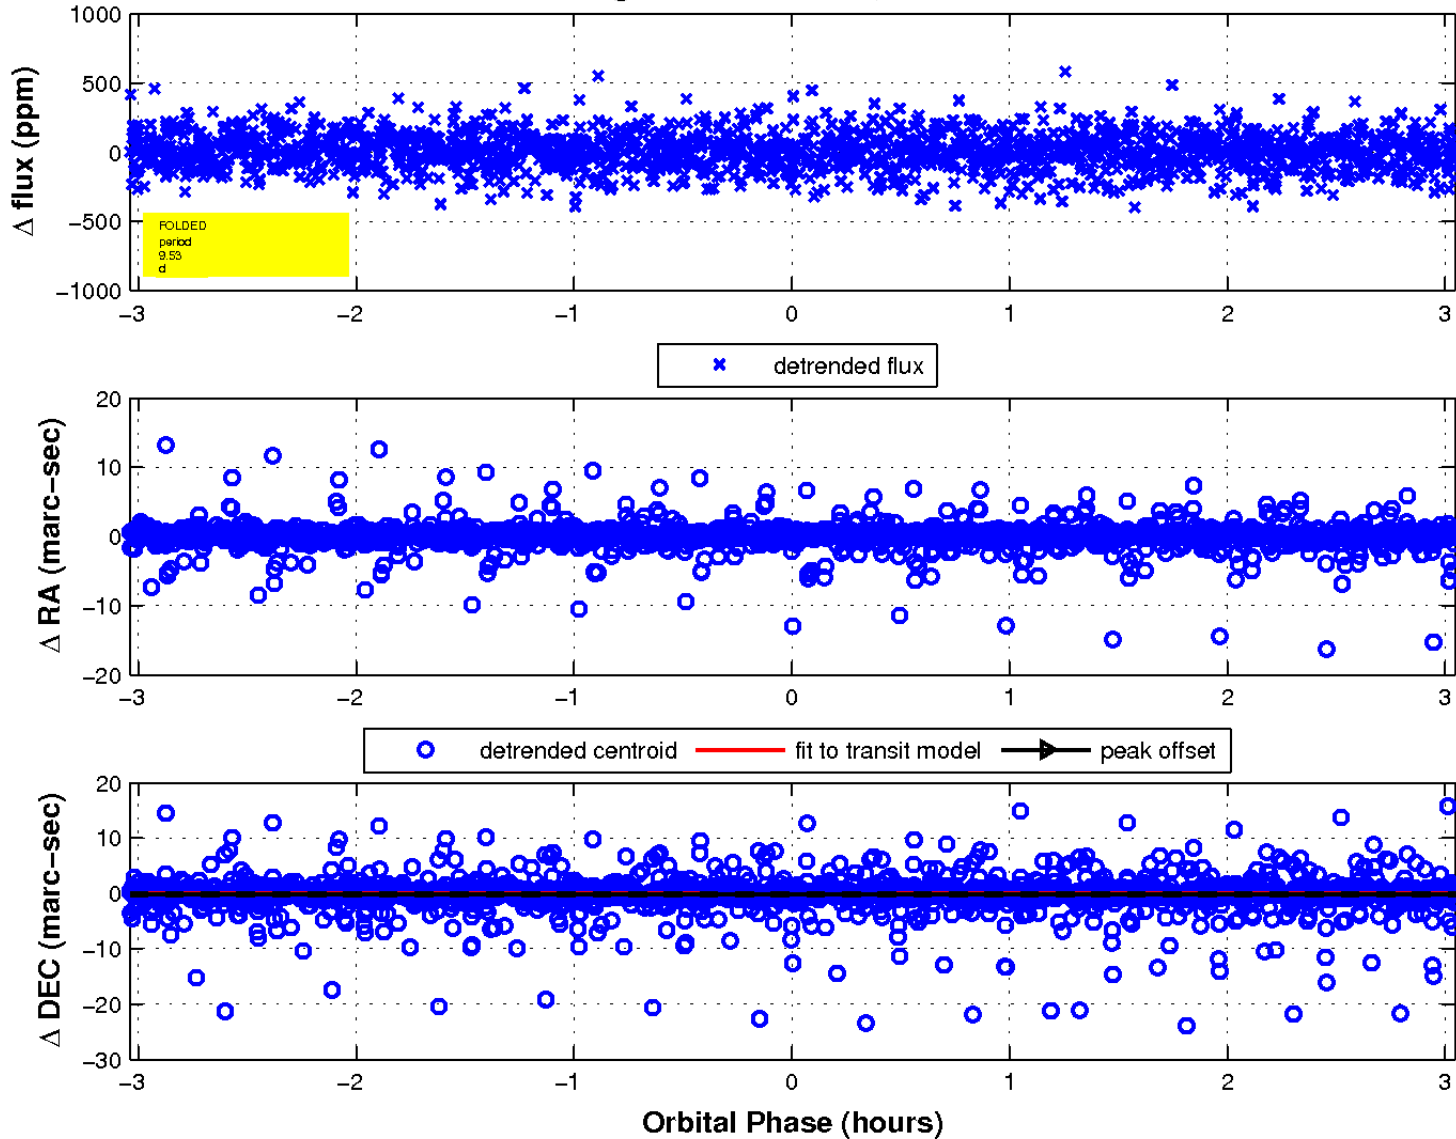 1000
500
0
−500
−1000
Δ flux (ppm)
FOLDED
period
9.53
d
−3 −2 −1 0 1 2 3
detrended flux
20
10
0
−10
−20
Δ RA (marc−sec)
−3 −2 −1 0 1 2 3
detrended centroid fit to transit model peak offset
20
10
0
−10
−20
−30
Δ DEC (marc−sec)
−3 −2 −1 0 1 2 3
Orbital Phase (hours)